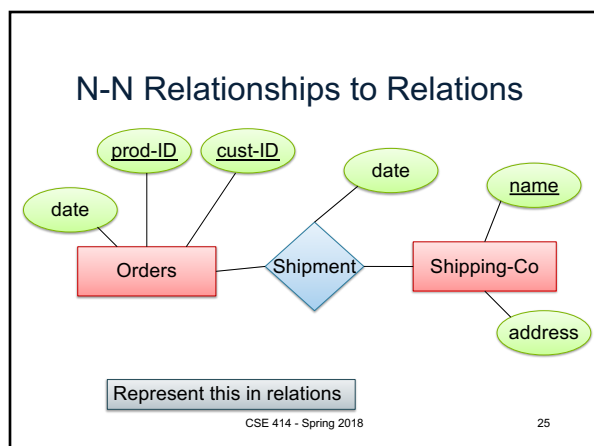 N-N Relationships to Relations
prod-ID
cust-ID
date
date
name
Orders
Shipment
Shipping-Co
address
Represent this in relations
CSE 414 - Spring 2018
25